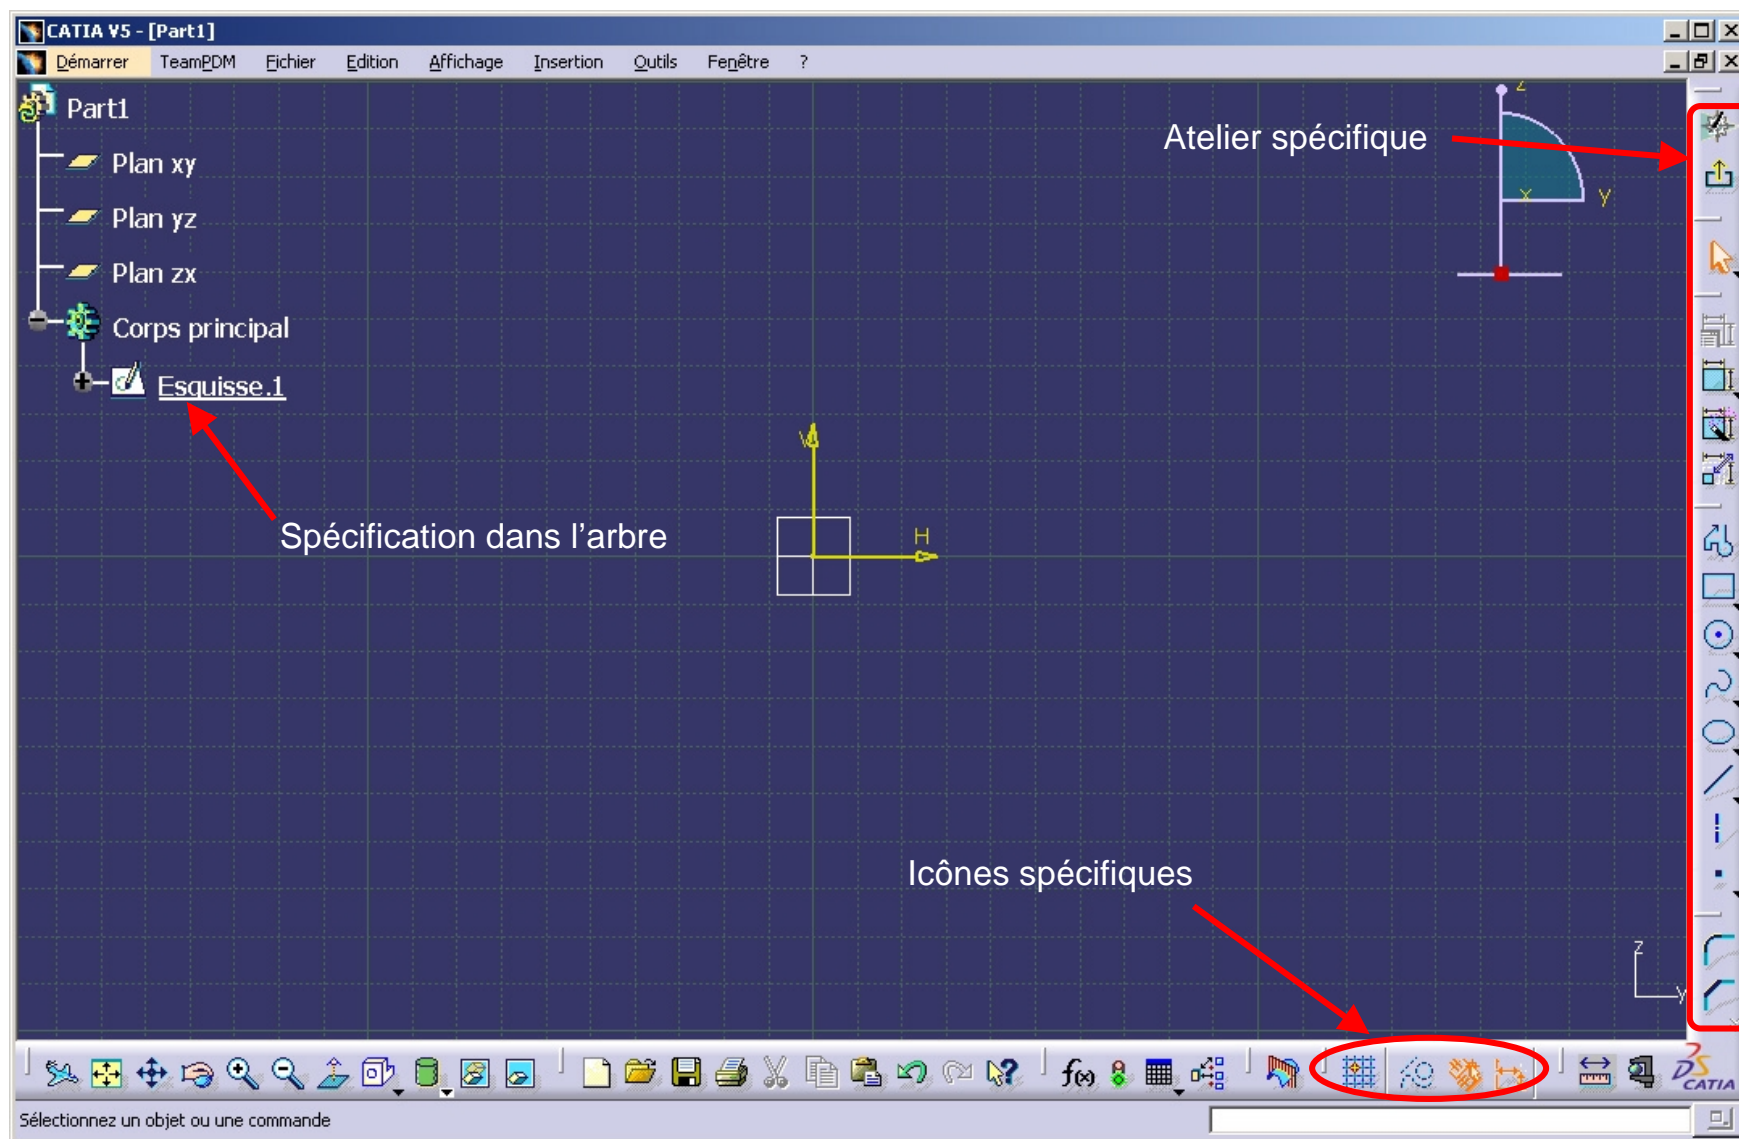 CATIA V5 - [Part1]
Démarrer TeamPDM Fichier Edition Affichage Insertion Outils Fenêtre ?
Part1
Plan xy
Plan yz
Plan zx
Corps principal
Esquisse.1
Atelier spécifique
z
x
y
Spécification dans l’arbre
V
H
Icônes spécifiques
z
y
f(x)
CATIA
Sélectionnez un objet ou une commande